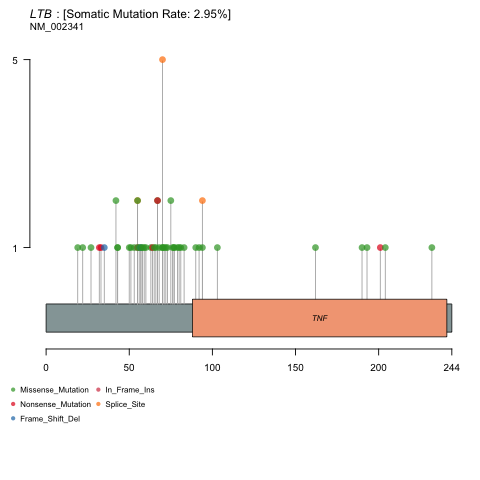 LTB : [Somatic Mutation Rate: 2.95%]
NM_002341
5
1
TNF
0 50 100 150 200 244
Missense_Mutation In_Frame_Ins
Nonsense_Mutation Splice_Site
Frame_Shift_Del